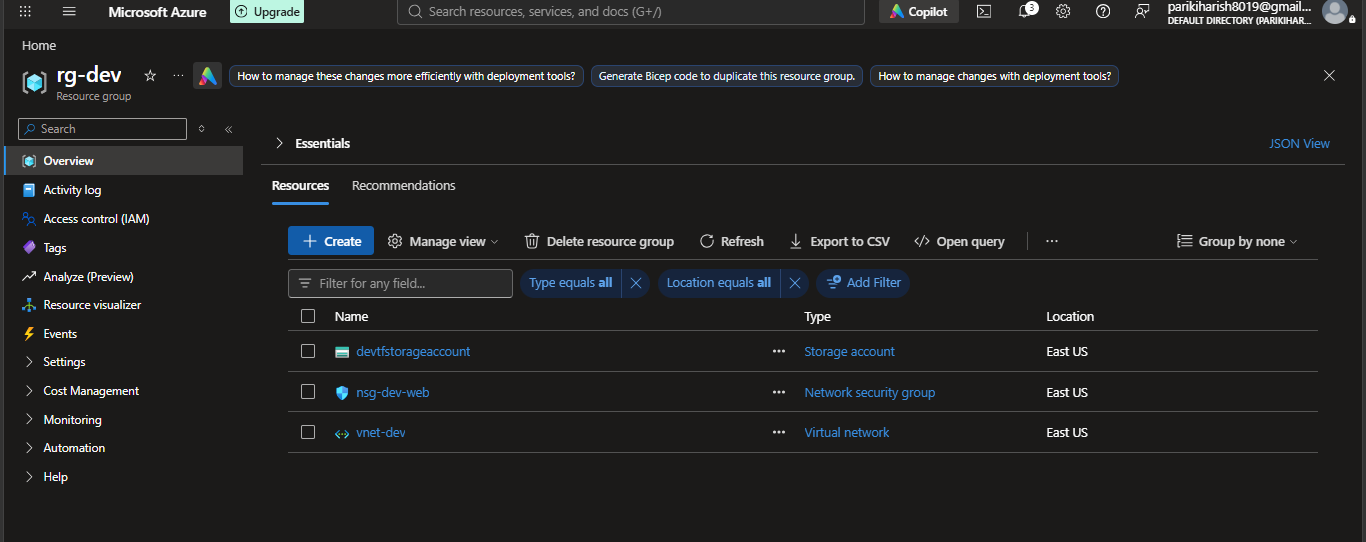 Microsoft Azure
Upgrade
Search resources, services, and docs (G+/)
Copilot
3
parikiharish8019@gmail...
DEFAULT DIRECTORY (PARIKIHAR...
Home
rg-dev
Resource group
How to manage these changes more efficiently with deployment tools?
Generate Bicep code to duplicate this resource group.
How to manage changes with deployment tools?
Search
Overview
Activity log
Access control (IAM)
Tags
Analyze (Preview)
Resource visualizer
Events
Settings
Cost Management
Monitoring
Automation
Help
Essentials
JSON View
Resources
Recommendations
Create
Manage view
Delete resource group
Refresh
Export to CSV
Open query
...
Group by none
Filter for any field...
Type equals all
Location equals all
Add Filter
Name Type Location
devtfstorageaccount ... Storage account East US
nsg-dev-web ... Network security group East US
vnet-dev ... Virtual network East US